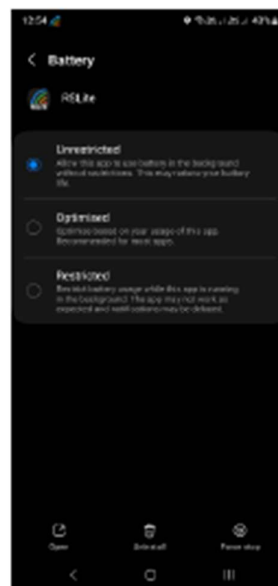 12:54
43%
Battery
RSLite
Unrestricted
Allow this app to use battery in the background
without restrictions. This may reduce your battery
life.
Optimised
Optimise based on your usage of this app.
Recommended for most apps.
Restricted
Restrict battery usage while this app is running
in the background. The app may not work as
expected and notifications may be delayed.
Open
Uninstall
Force stop